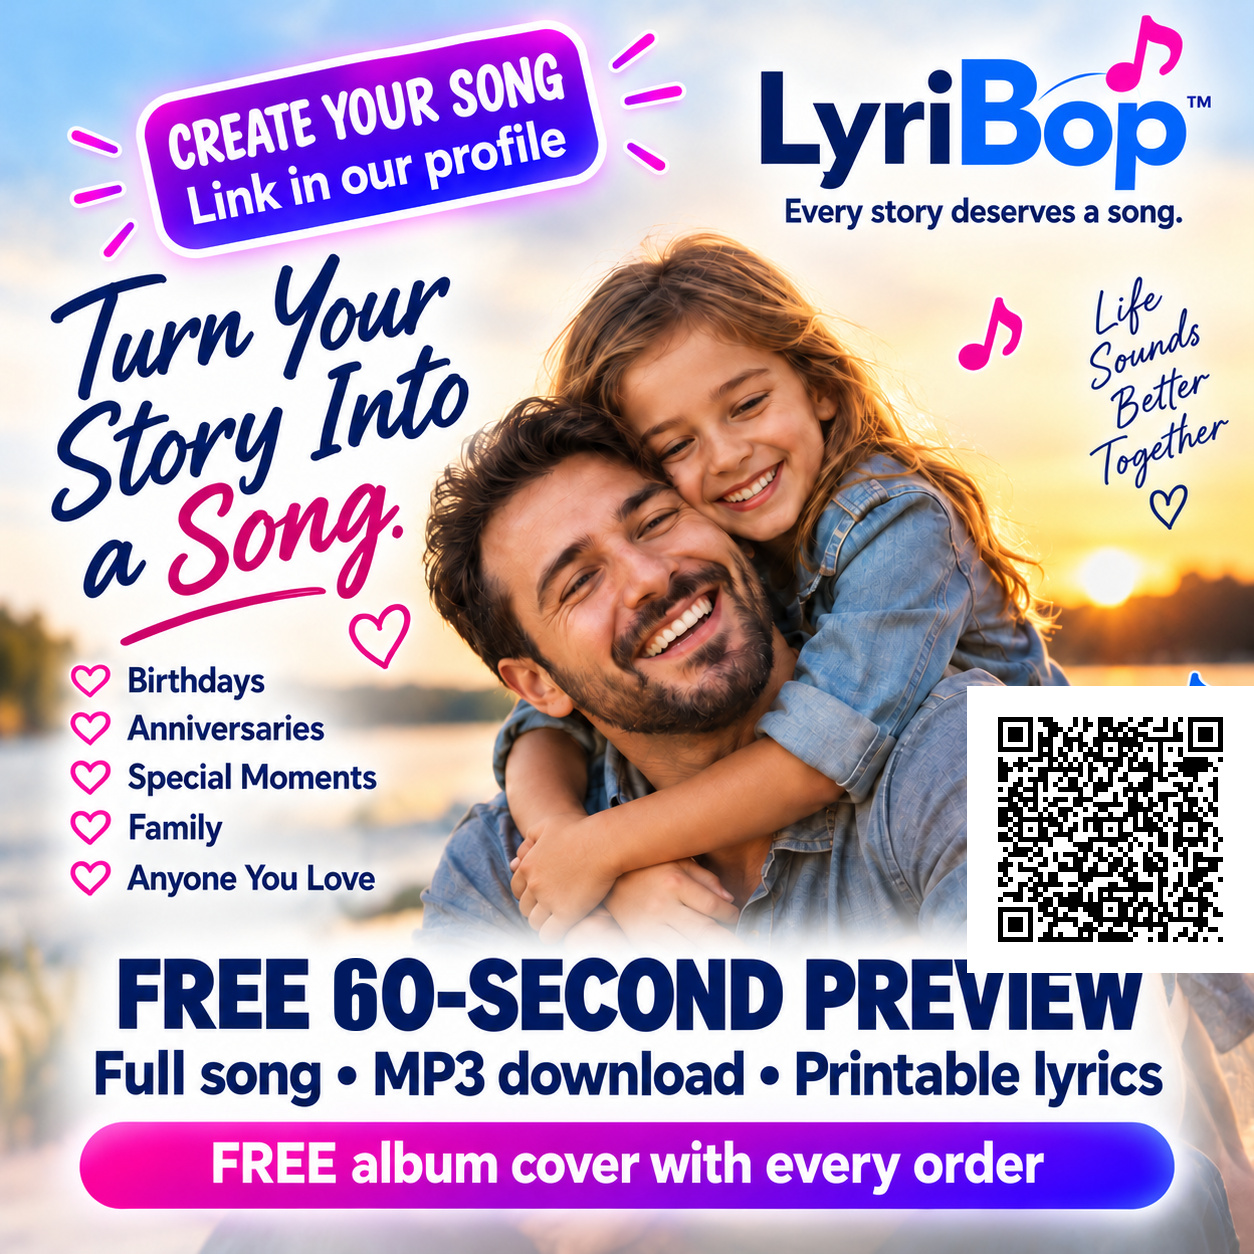 CREATE YOUR SONG
Link in our profile
LyriBop™
Every story deserves a song.
Turn Your
Story Into
a Song.
Life
Sounds
Better
Together
Birthdays
Anniversaries
Special Moments
Family
Anyone You Love
FREE 60-SECOND PREVIEW
Full song • MP3 download • Printable lyrics
FREE album cover with every order